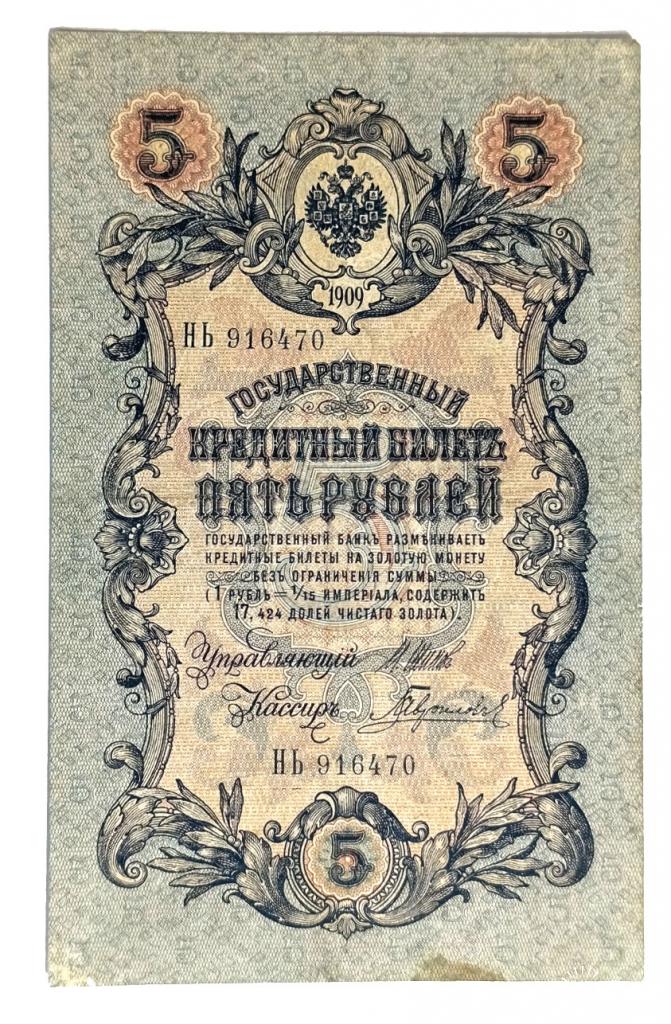 5 5
1909
НЬ 916470
ГОСУДАРСТВЕННЫЙ
КРЕДИТНЫЙ БИЛЕТЪ
ПЯТЬ РУБЛЕЙ
ГОСУДАРСТВЕННЫЙ БАНКЪ РАЗМѢНИВАЕТЪ
КРЕДИТНЫЕ БИЛЕТЫ НА ЗОЛОТУЮ МОНЕТУ
БЕЗЪ ОГРАНИЧЕНІЯ СУММЫ
(1 РУБЛЬ = 1/15 ИМПЕРІАЛА, СОДЕРЖИТЪ
17,424 ДОЛЕЙ ЧИСТАГО ЗОЛОТА).
Управляющій
Кассиръ
НЬ 916470
5